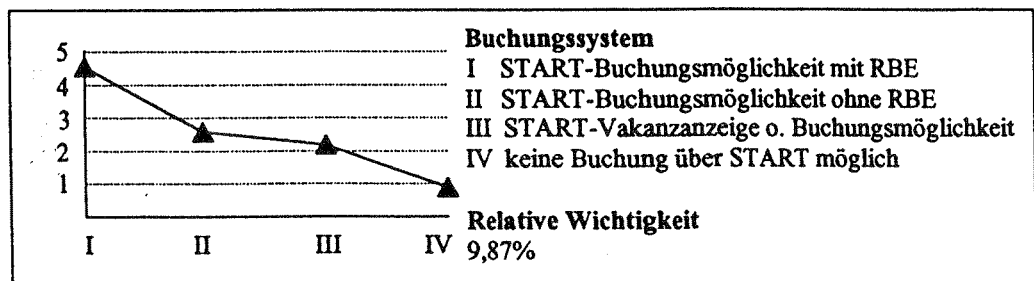 5
4
3
2
1
I II III IV
Buchungssystem
I START-Buchungsmöglichkeit mit RBE
II START-Buchungsmöglichkeit ohne RBE
III START-Vakanzanzeige o. Buchungsmöglichkeit
IV keine Buchung über START möglich
Relative Wichtigkeit
9,87%